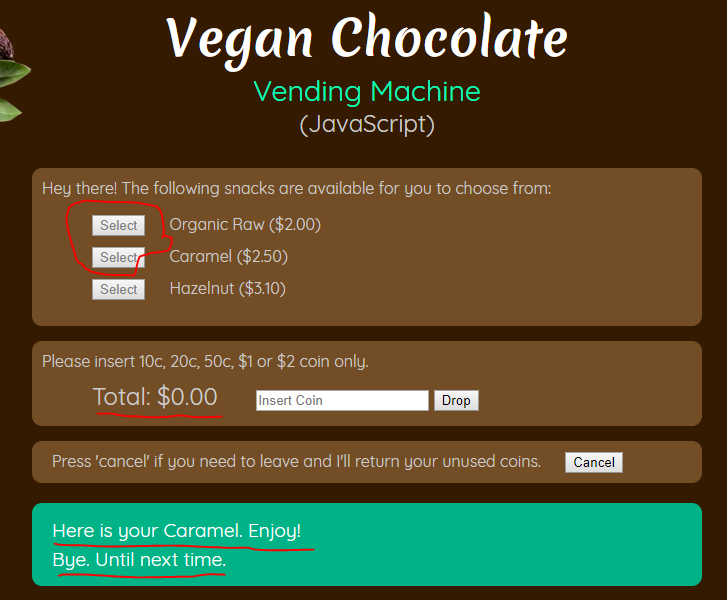 Vegan Chocolate
Vending Machine
(JavaScript)
Hey there! The following snacks are available for you to choose from:
Select Organic Raw ($2.00)
Select Caramel ($2.50)
Select Hazelnut ($3.10)
Please insert 10c, 20c, 50c, $1 or $2 coin only.
Total: $0.00 Insert Coin Drop
Press 'cancel' if you need to leave and I'll return your unused coins. Cancel
Here is your Caramel. Enjoy!
Bye. Until next time.